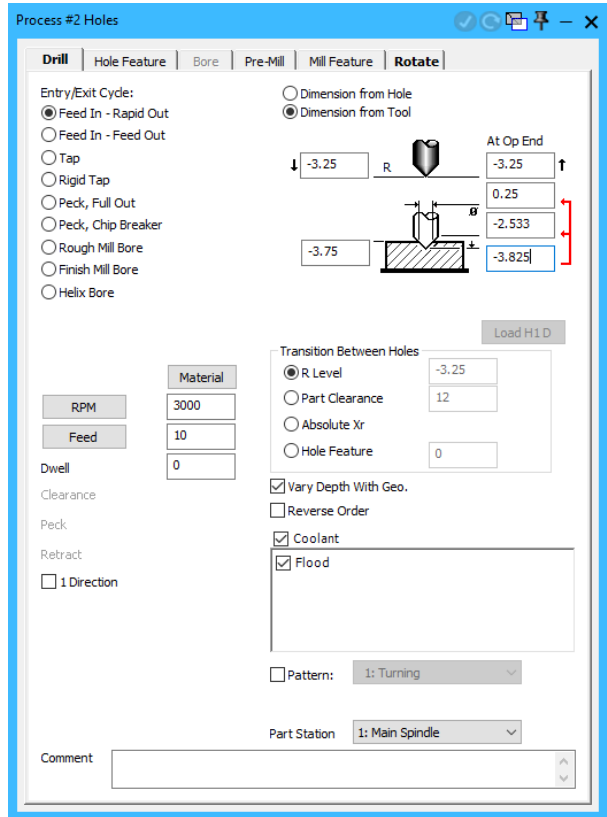 Process #2 Holes
Drill Hole Feature Bore Pre-Mill Mill Feature Rotate
Entry/Exit Cycle:
Feed In - Rapid Out
Feed In - Feed Out
Tap
Rigid Tap
Peck, Full Out
Peck, Chip Breaker
Rough Mill Bore
Finish Mill Bore
Helix Bore
Dimension from Hole
Dimension from Tool
At Op End
-3.25 R -3.25
0.25
ø
-2.533
-3.75
-3.825
Load H1 D
Material
RPM 3000
Feed 10
Dwell 0
Clearance
Peck
Retract
1 Direction
Transition Between Holes
R Level -3.25
Part Clearance 12
Absolute Xr
Hole Feature 0
Vary Depth With Geo.
Reverse Order
Coolant
Flood
Pattern: 1: Turning
Part Station 1: Main Spindle
Comment